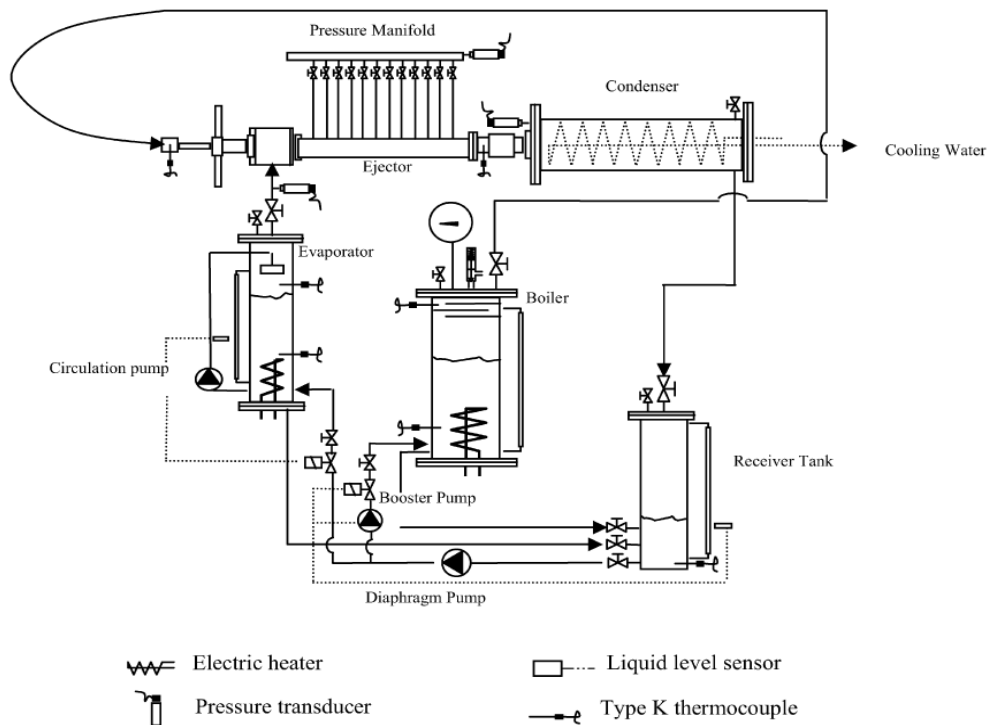 Pressure Manifold
Condenser
Cooling Water
Ejector
Evaporator
Boiler
Circulation pump
Receiver Tank
Booster Pump
Diaphragm Pump
Electric heater
Liquid level sensor
Pressure transducer
Type K thermocouple